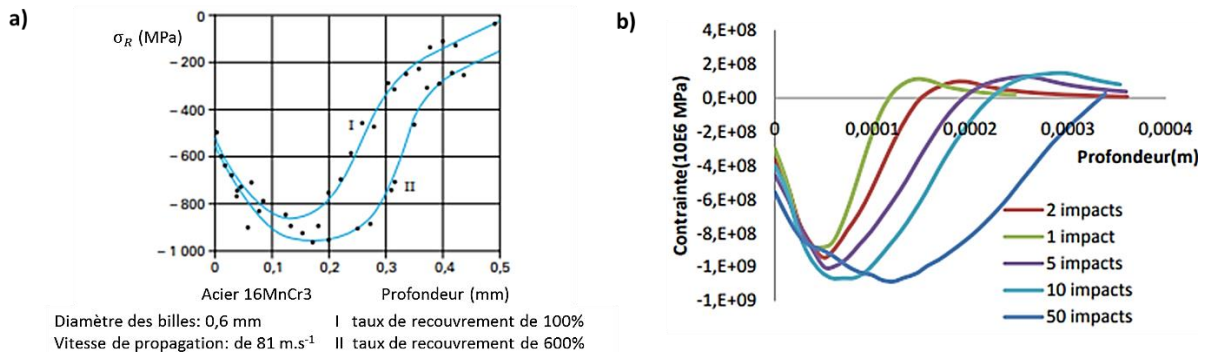 a)
σR (MPa)
0
– 200
– 400
– 600
– 800
– 1 000
I
II
0 0,1 0,2 0,3 0,4 0,5
Acier 16MnCr3 Profondeur (mm)
Diamètre des billes: 0,6 mm I taux de recouvrement de 100%
Vitesse de propagation: de 81 m.s-1 II taux de recouvrement de 600%
b)
Contrainte(10E6 MPa)
4,E+08
2,E+08
0,E+00
-2,E+08
-4,E+08
-6,E+08
-8,E+08
-1,E+09
-1,E+09
0 0,0001 0,0002 0,0003 0,0004
Profondeur(m)
2 impacts
1 impact
5 impacts
10 impacts
50 impacts